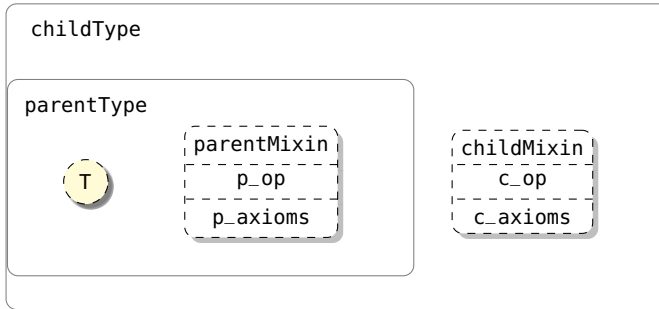 childType
parentType
T
parentMixin
p_op
p_axioms
childMixin
c_op
c_axioms